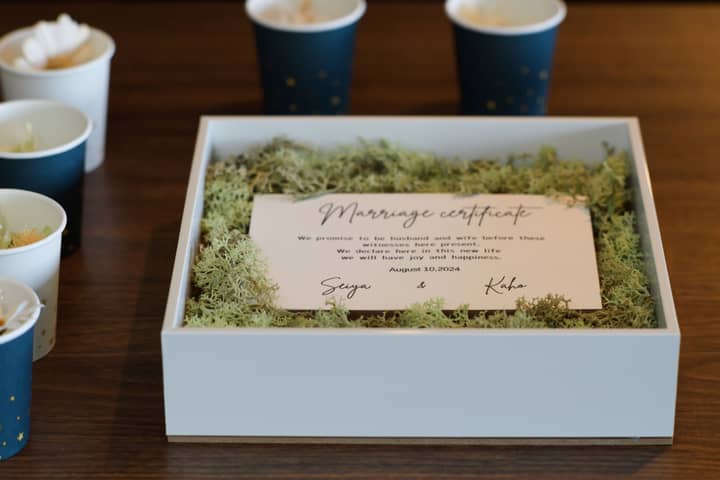 Marriage certificate
We promise to be husband and wife before these
witnesses here present,
We declare here in this new life
we will have joy and happiness.
August 10,2024
Seiya & Kaho